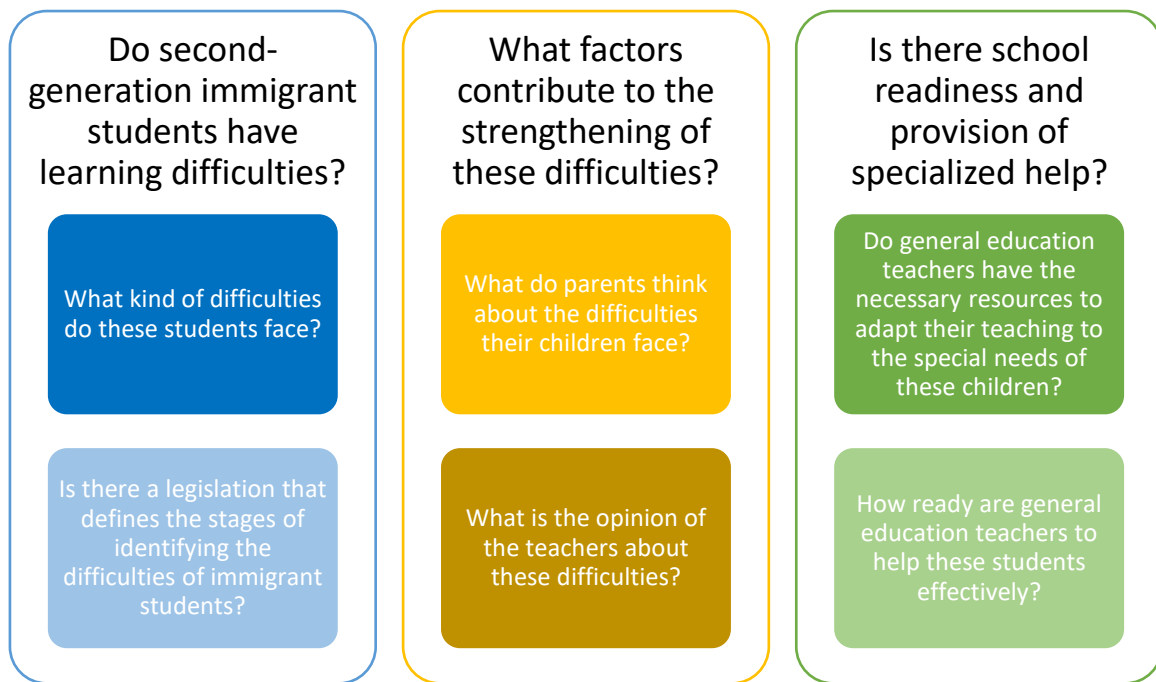 Do second-
generation immigrant
students have
learning difficulties?
What kind of difficulties
do these students face?
Is there a legislation that
defines the stages of
identifying the
difficulties of immigrant
students?
What factors
contribute to the
strengthening of
these difficulties?
What do parents think
about the difficulties
their children face?
What is the opinion of
the teachers about
these difficulties?
Is there school
readiness and
provision of
specialized help?
Do general education
teachers have the
necessary resources to
adapt their teaching to
the special needs of
these children?
How ready are general
education teachers to
help these students
effectively?